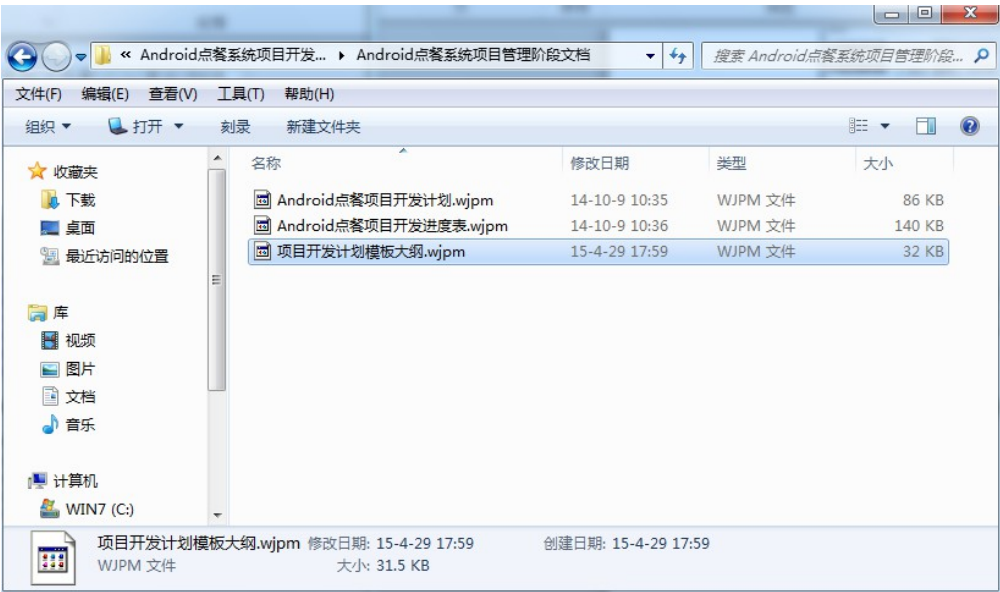 « Android点餐系统项目开发... ▸ Android点餐系统项目管理阶段文档
搜索 Android点餐系统项目管理阶段...
文件(F) 编辑(E) 查看(V) 工具(T) 帮助(H)
组织 打开 刻录 新建文件夹
收藏夹
下载
桌面
最近访问的位置
库
视频
图片
文档
音乐
计算机
WIN7 (C:)
名称 修改日期 类型 大小
Android点餐项目开发计划.wjpm 14-10-9 10:35 WJPM 文件 86 KB
Android点餐项目开发进度表.wjpm 14-10-9 10:36 WJPM 文件 140 KB
项目开发计划模板大纲.wjpm 15-4-29 17:59 WJPM 文件 32 KB
项目开发计划模板大纲.wjpm 修改日期: 15-4-29 17:59 创建日期: 15-4-29 17:59
WJPM 文件 大小: 31.5 KB